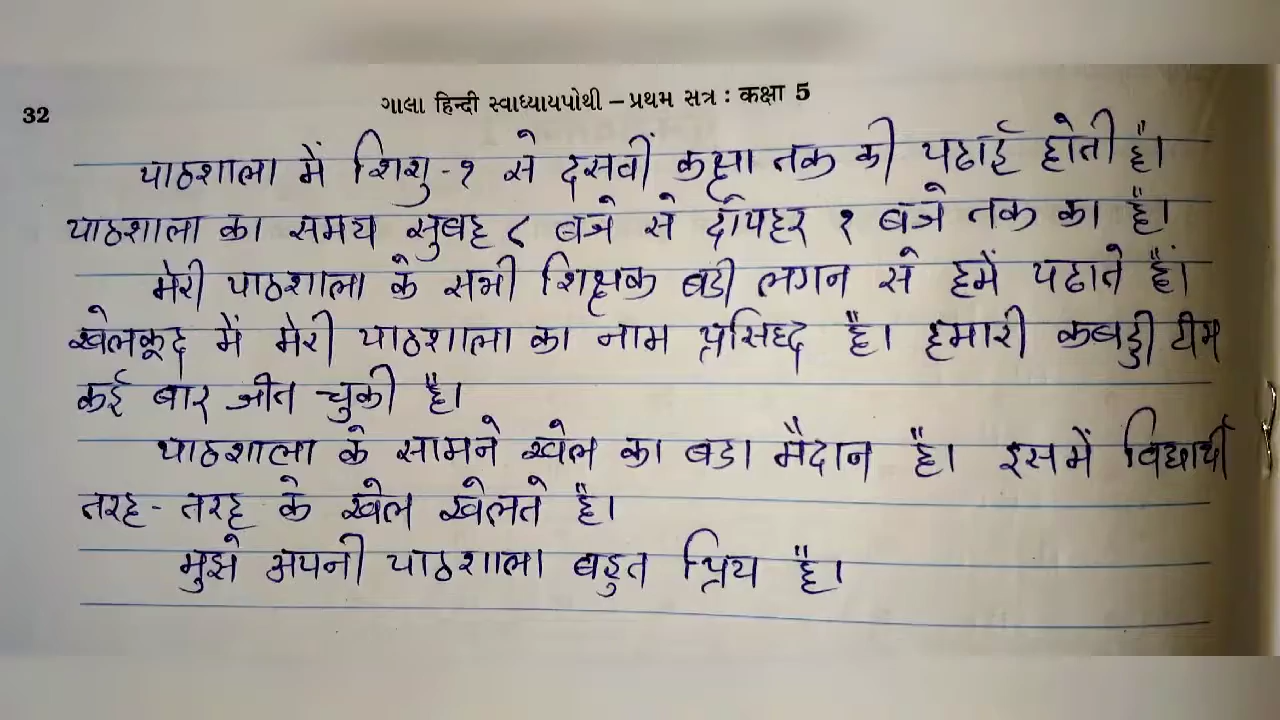 32
गाला हिन्दी स्वाध्यायपोथी – प्रथम सत्र : कक्षा 5
पाठशाला में शिशु - १ से दसवीं कक्षा तक की पढाई होती है।
पाठशाला का समय सुबह ८ बजे से दोपहर १ बजे तक का है।
मेरी पाठशाला के सभी शिक्षक बडी लगन से हमें पढाते हैं।
खेलकूद में मेरी पाठशाला का नाम प्रसिध्द है। हमारी कबड्डी टीम
कई बार जीत चुकी है।
पाठशाला के सामने खेल का बडा मैदान है। इसमें विद्यार्थी
तरह - तरह के खेल खेलते है।
मुझे अपनी पाठशाला बहुत प्रिय है।